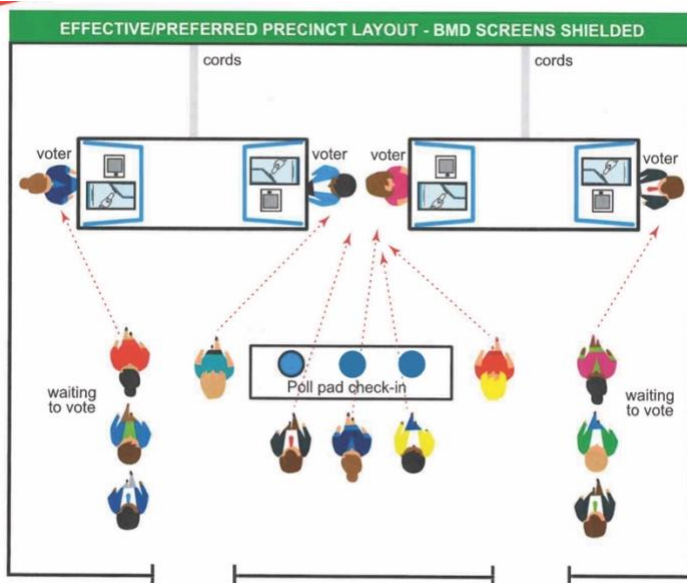 EFFECTIVE/PREFERRED PRECINCT LAYOUT - BMD SCREENS SHIELDED
cords
cords
voter
voter
voter
voter
waiting
to vote
Poll pad check-in
waiting
to vote